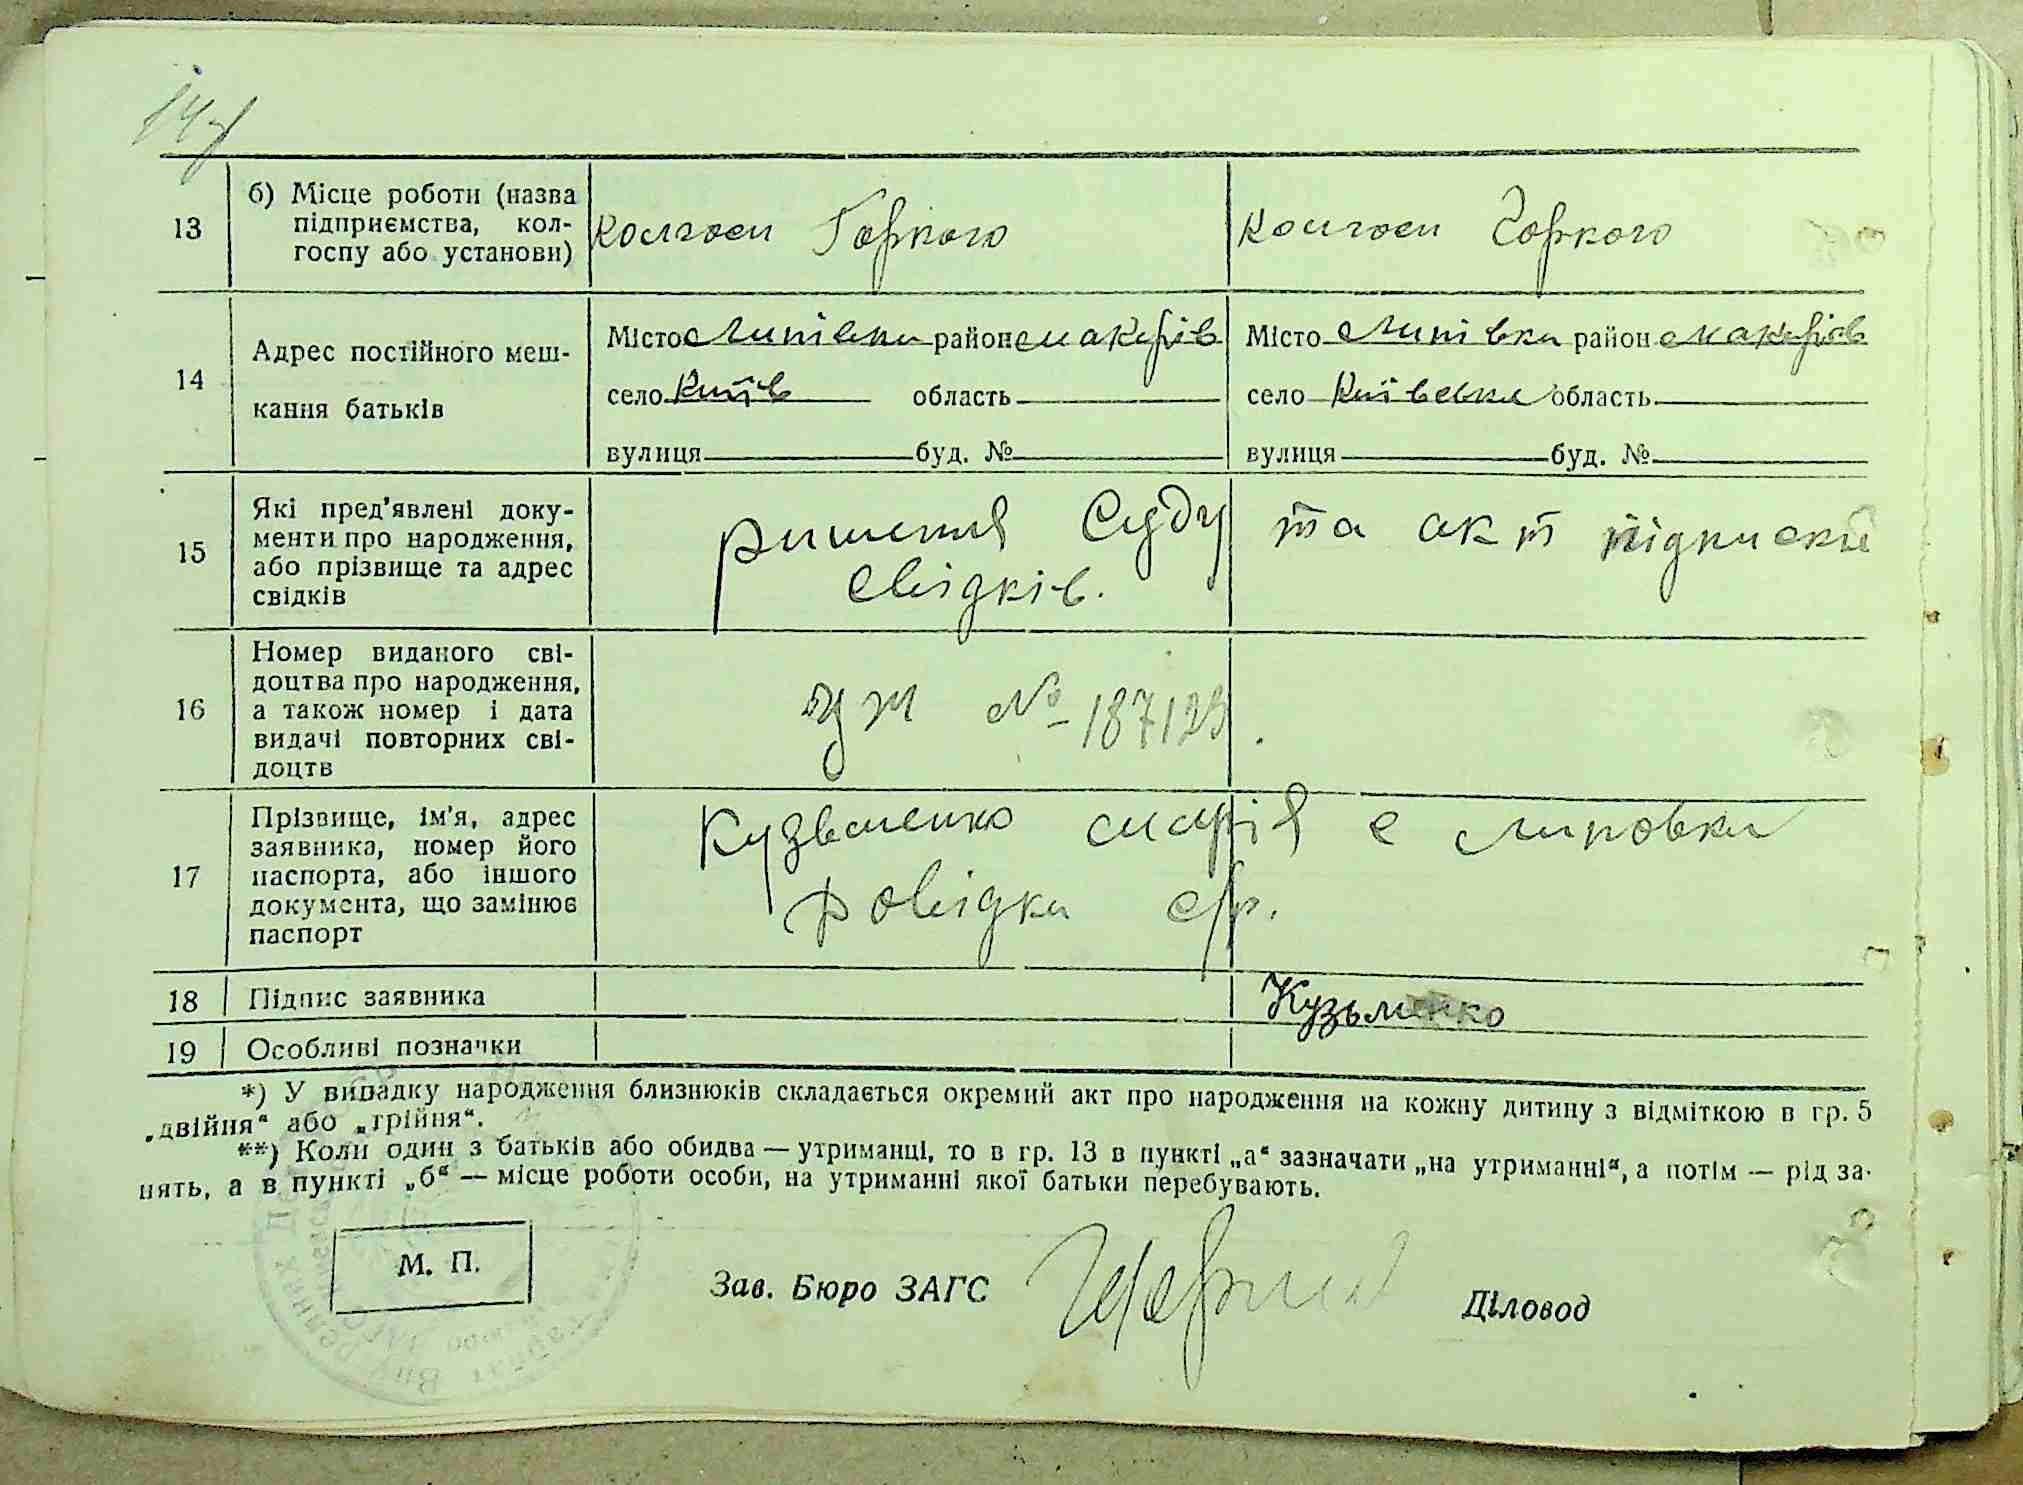 147
13
б) Місце роботи (назва
підприємства, кол-
госпу або установи)
колгосп Горкого
колгосп Горкого
14
Адрес постійного меш-
кання батьків
Місто Липівки район макарів
село Київ область
вулиця буд. №
Місто Липівка район макарів
село Київська область
вулиця буд. №
15
Які пред'явлені доку-
менти про народження,
або прізвище та адрес
свідків
ришення Суду та акт підписки
свідків.
16
Номер виданого сві-
доцтва про народження,
а також номер і дата
видачі повторних сві-
доцтв
№ 187123
17
Прізвище, ім'я, адрес
заявника, номер його
паспорта, або іншого
документа, що замінює
паспорт
Кузьменко марія с липовки
довідка с/р.
18
Підпис заявника
Кузьменко
19
Особливі позначки
*) У випадку народження близнюків складається окремий акт про народження на кожну дитину з відміткою в гр. 5
„двійня“ або „трійня“.
**) Коли один з батьків або обидва — утриманці, то в гр. 13 в пункті „а“ зазначати „на утриманні“, а потім — рід за-
нять, а в пункті „б“ — місце роботи особи, на утриманні якої батьки перебувають.
М. П.
Зав. Бюро ЗАГС
Діловод